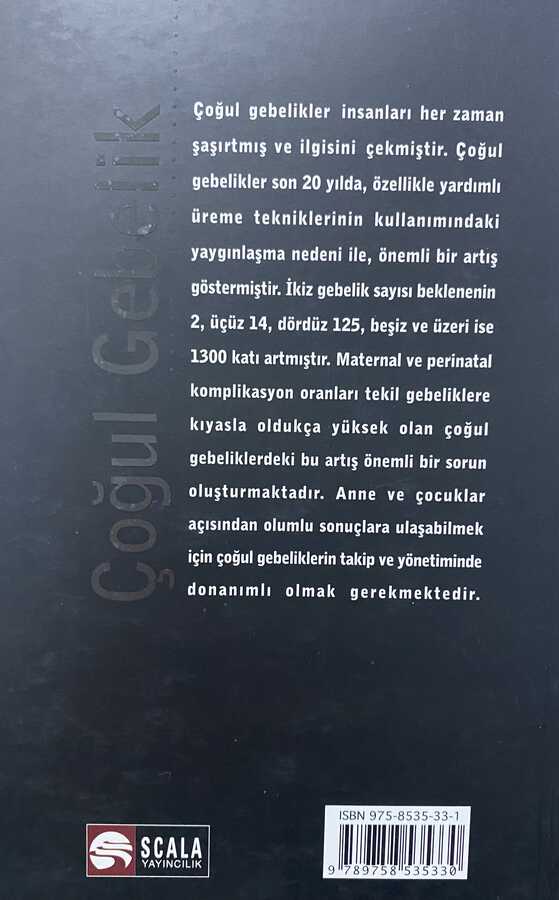 Çoğul Gebelik
Çoğul gebelikler insanları her zaman
şaşırtmış ve ilgisini çekmiştir. Çoğul
gebelikler son 20 yılda, özellikle yardımlı
üreme tekniklerinin kullanımındaki
yaygınlaşma nedeni ile, önemli bir artış
göstermiştir. İkiz gebelik sayısı beklenenin
2, üçüz 14, dördüz 125, beşiz ve üzeri ise
1300 katı artmıştır. Maternal ve perinatal
komplikasyon oranları tekil gebeliklere
kıyasla oldukça yüksek olan çoğul
gebeliklerdeki bu artış önemli bir sorun
oluşturmaktadır. Anne ve çocuklar
açısından olumlu sonuçlara ulaşabilmek
için çoğul gebeliklerin takip ve yönetiminde
donanımlı olmak gerekmektedir.
SCALA
YAYINCILIK
ISBN 975-8535-33-1
9 789758 535330